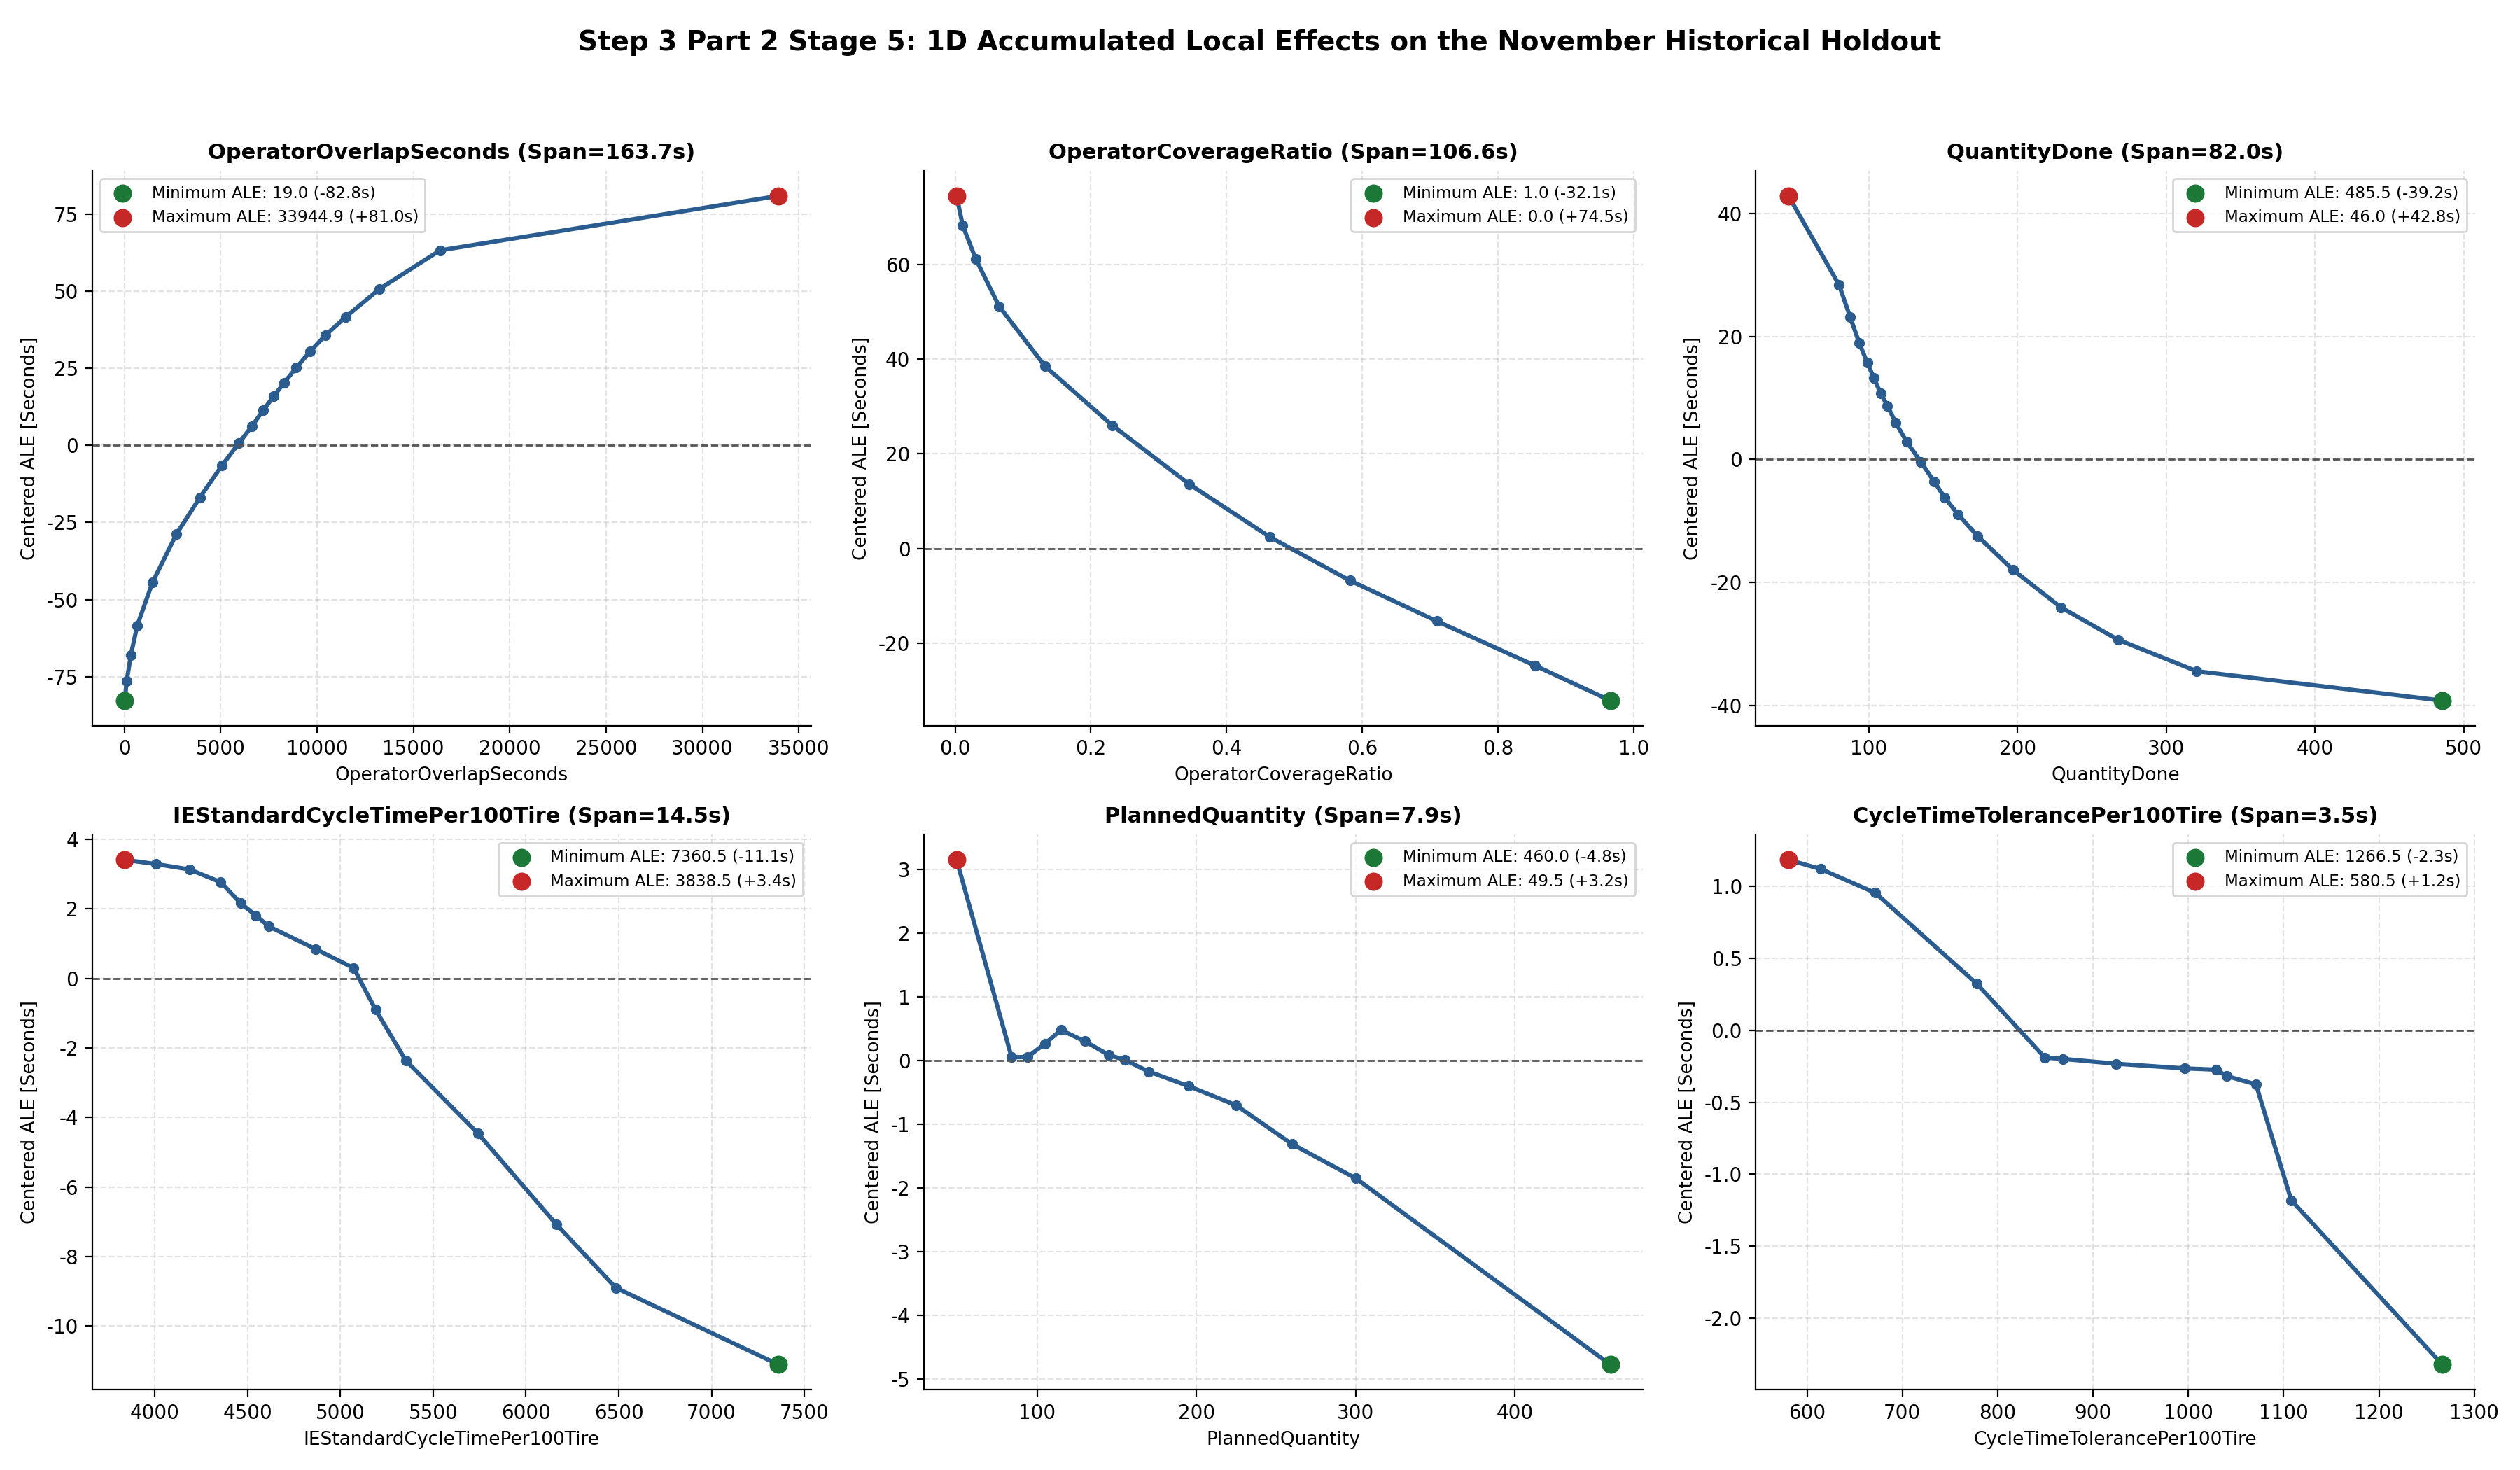 Step 3 Part 2 Stage 5: 1D Accumulated Local Effects on the November Historical Holdout
OperatorOverlapSeconds (Span=163.7s)
Minimum ALE: 19.0 (-82.8s)
Maximum ALE: 33944.9 (+81.0s)
Centered ALE [Seconds]
75
50
25
0
-25
-50
-75
0 5000 10000 15000 20000 25000 30000 35000
OperatorOverlapSeconds
OperatorCoverageRatio (Span=106.6s)
Minimum ALE: 1.0 (-32.1s)
Maximum ALE: 0.0 (+74.5s)
Centered ALE [Seconds]
60
40
20
0
-20
0.0 0.2 0.4 0.6 0.8 1.0
OperatorCoverageRatio
QuantityDone (Span=82.0s)
Minimum ALE: 485.5 (-39.2s)
Maximum ALE: 46.0 (+42.8s)
Centered ALE [Seconds]
40
20
0
-20
-40
100 200 300 400 500
QuantityDone
IEStandardCycleTimePer100Tire (Span=14.5s)
Minimum ALE: 7360.5 (-11.1s)
Maximum ALE: 3838.5 (+3.4s)
Centered ALE [Seconds]
4
2
0
-2
-4
-6
-8
-10
4000 4500 5000 5500 6000 6500 7000 7500
IEStandardCycleTimePer100Tire
PlannedQuantity (Span=7.9s)
Minimum ALE: 460.0 (-4.8s)
Maximum ALE: 49.5 (+3.2s)
Centered ALE [Seconds]
3
2
1
0
-1
-2
-3
-4
-5
100 200 300 400
PlannedQuantity
CycleTimeTolerancePer100Tire (Span=3.5s)
Minimum ALE: 1266.5 (-2.3s)
Maximum ALE: 580.5 (+1.2s)
Centered ALE [Seconds]
1.0
0.5
0.0
-0.5
-1.0
-1.5
-2.0
600 700 800 900 1000 1100 1200 1300
CycleTimeTolerancePer100Tire